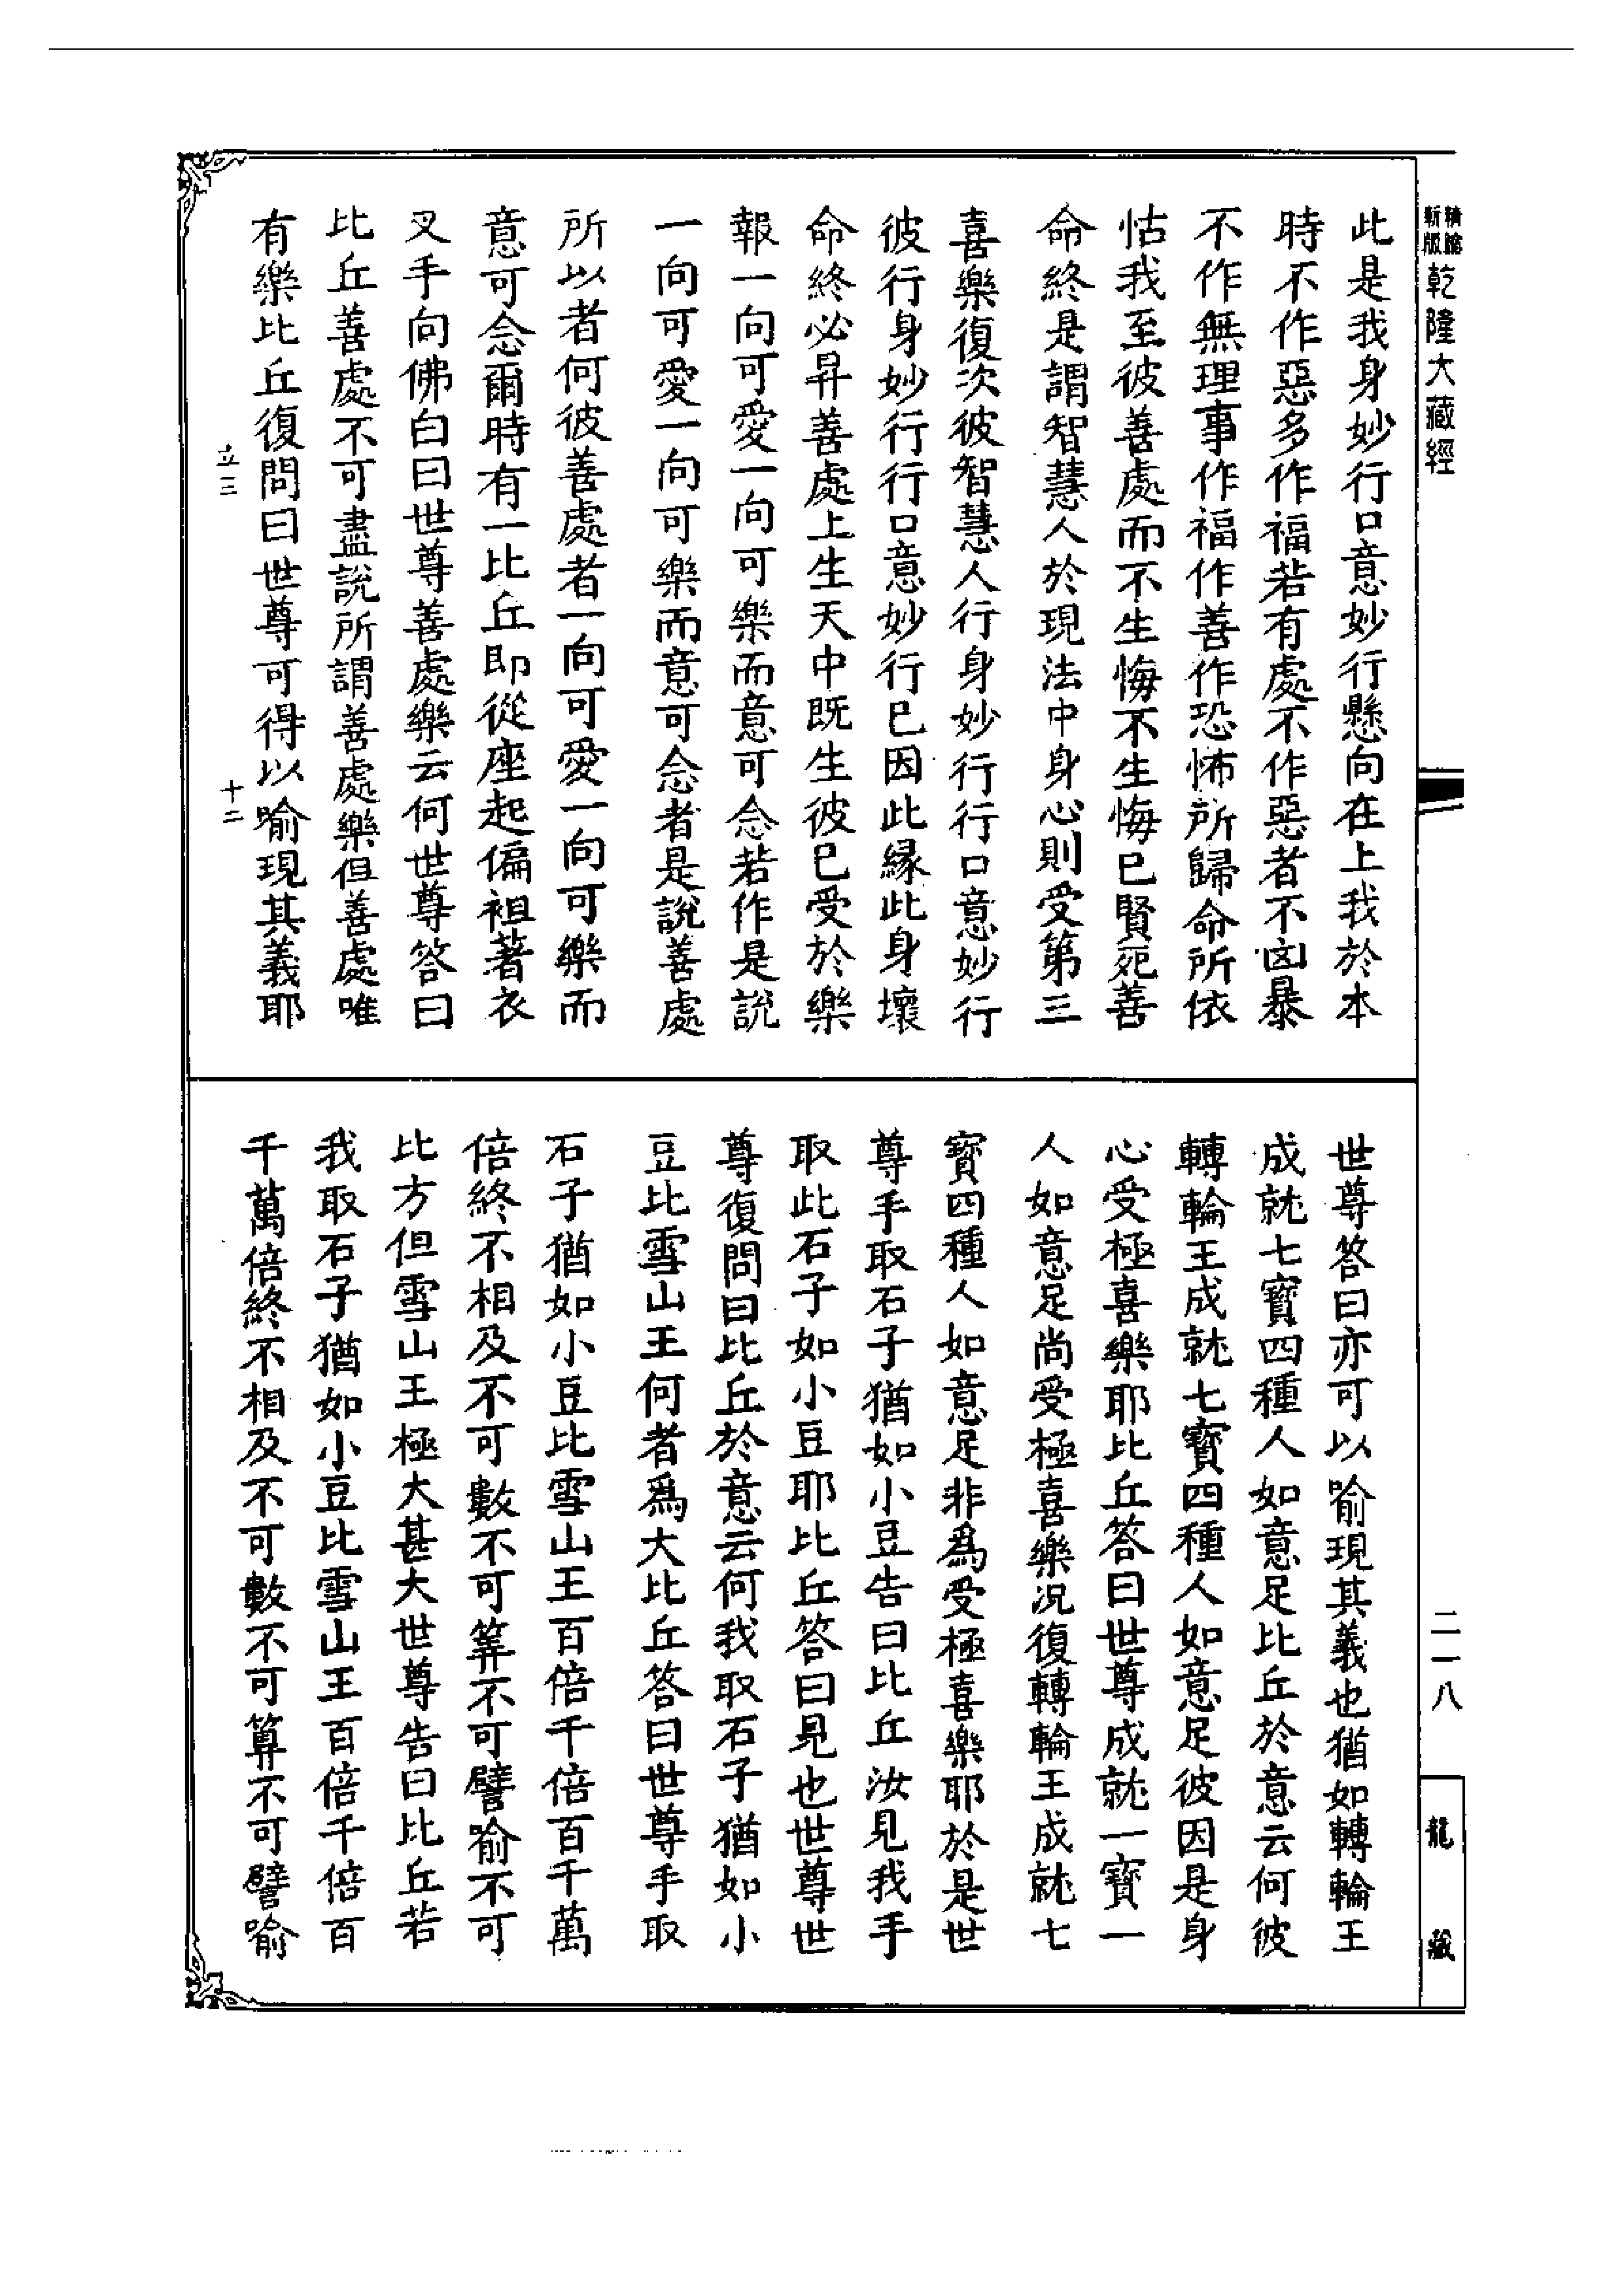 新版
精縮
乾隆大藏經
此是我身妙行口意妙行懸向在上我於本
時不作惡多作福若有處不作惡者不凶暴
不作無理事作福作善作恐怖所歸命所依
怙我至彼善處而不生悔不生悔已賢死善
命終是謂智慧人於現法中身心則受第三
喜樂復次彼智慧人行身妙行行口意妙行
彼行身妙行行口意妙行已因此緣此身壞
命終必昇善處上生天中既生彼已受於樂
報一向可愛一向可樂而意可念若作是說
一向可愛一向可樂而意可念者是說善處
所以者何彼善處者一向可愛一向可樂而
意可念爾時有一比丘即從座起偏袒著衣
叉手向佛白曰世尊善處樂云何世尊答曰
比丘善處不可盡說所謂善處樂但善處唯
有樂比丘復問曰世尊可得以喻現其義耶
立三
十二
世尊答曰亦可以喻現其義也猶如轉輪王
成就七寶四種人如意足比丘於意云何彼
轉輪王成就七寶四種人如意足彼因是身
心受極喜樂耶比丘答曰世尊成就一寶一
人如意足尚受極喜樂況復轉輪王成就七
寶四種人如意足非為受極喜樂耶於是世
尊手取石子猶如小豆告曰比丘汝見我手
取此石子如小豆耶比丘答曰見也世尊世
尊復問曰比丘於意云何我取石子猶如小
豆比雪山王何者為大比丘答曰世尊手取
石子猶如小豆比雪山王百倍千倍百千萬
倍終不相及不可數不可筭不可譬喻不可
比方但雪山王極大甚大世尊告曰比丘若
我取石子猶如小豆比雪山王百倍千倍百
千萬倍終不相及不可數不可算不可譬喻
二一八
龍藏